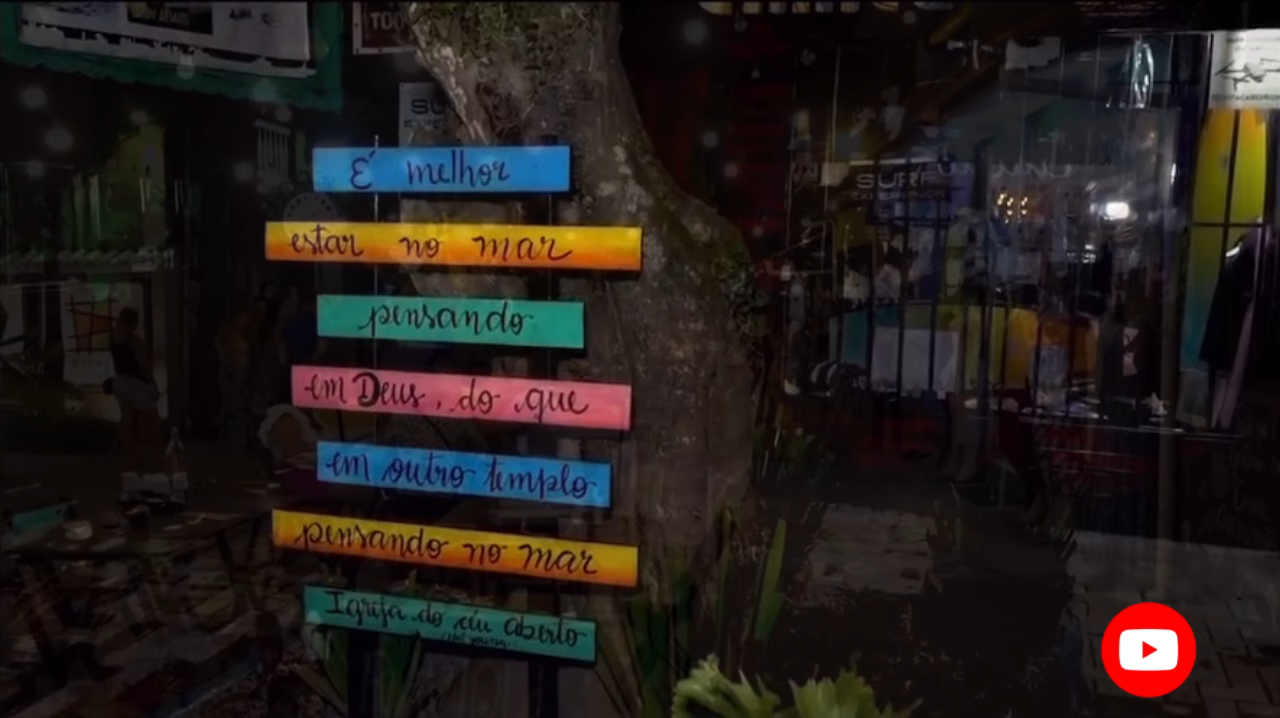 É melhor
estar no mar
pensando
em Deus, do que
em outro templo
pensando no mar
Igreja do céu aberto
SURF